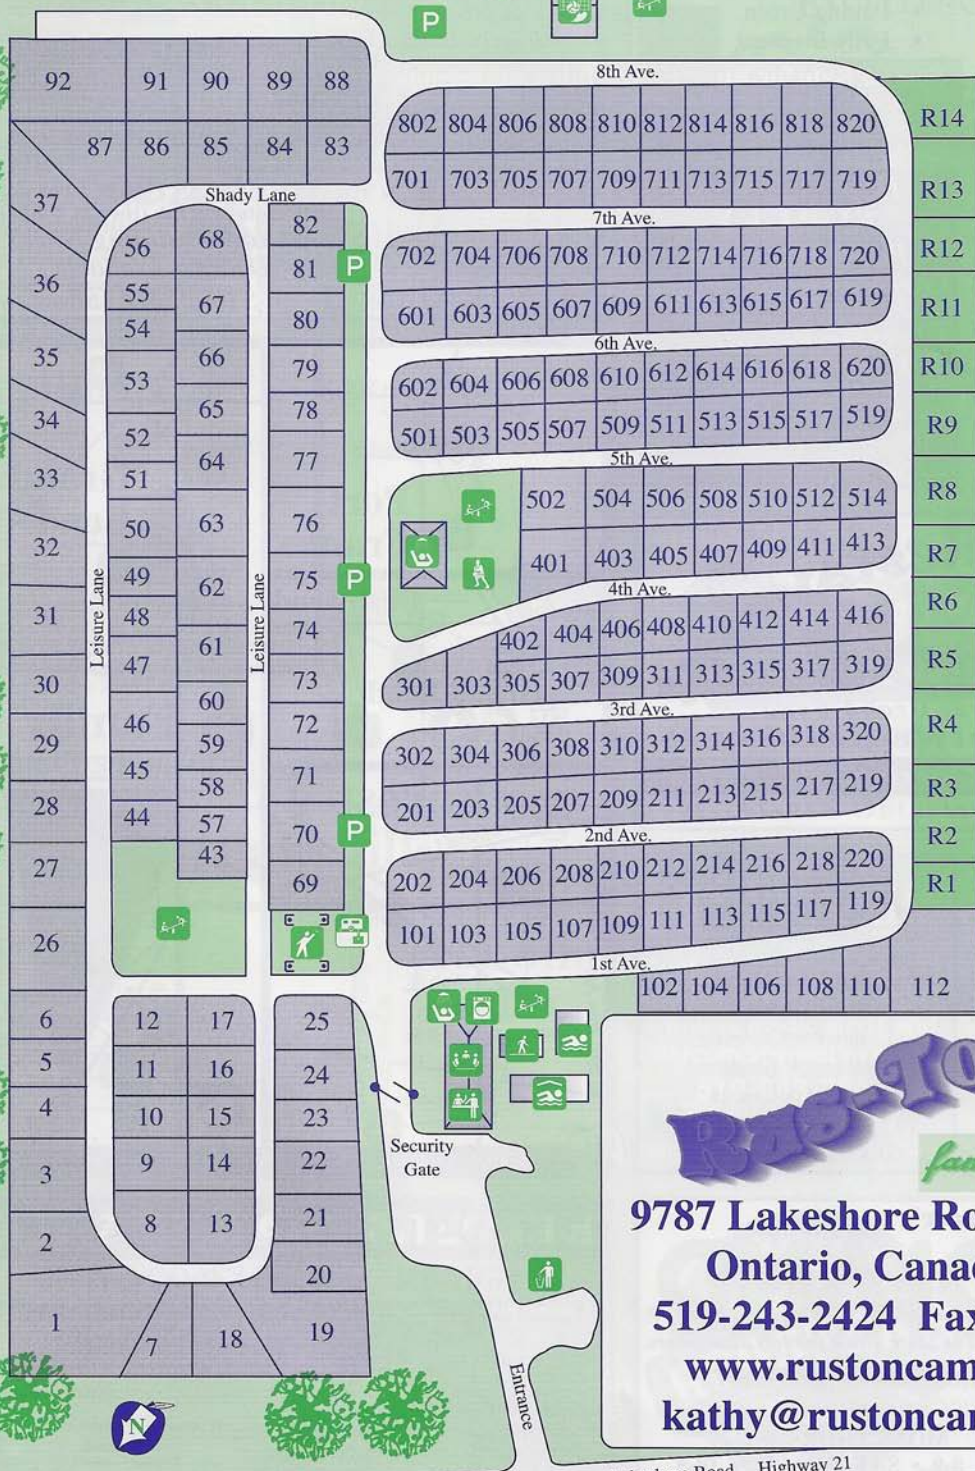 P
8th Ave.
92 91 90 89 88
802 804 806 808 810 812 814 816 818 820
R14
87 86 85 84 83
701 703 705 707 709 711 713 715 717 719
R13
37
Shady Lane
7th Ave.
56 68 82
702 704 706 708 710 712 714 716 718 720
R12
36
55 67 81 P
601 603 605 607 609 611 613 615 617 619
R11
54 80
6th Ave.
35
53 66 79
602 604 606 608 610 612 614 616 618 620
R10
34
52 65 78
501 503 505 507 509 511 513 515 517 519
R9
33
51 64 77
5th Ave.
50 63 76
502 504 506 508 510 512 514
R8
32
49 62 75 P
401 403 405 407 409 411 413
R7
31
Leisure Lane
Leisure Lane
48 61 74
4th Ave.
402 404 406 408 410 412 414 416
R6
30
47 60 73
301 303 305 307 309 311 313 315 317 319
R5
29
46 59 72
3rd Ave.
302 304 306 308 310 312 314 316 318 320
R4
28
45 58 71
201 203 205 207 209 211 213 215 217 219
R3
44 57 70 P
2nd Ave.
R2
27
43 69
202 204 206 208 210 212 214 216 218 220
R1
26
101 103 105 107 109 111 113 115 117 119
1st Ave.
102 104 106 108 110 112
6 12 17 25
5 11 16 24
4 10 15 23
3 9 14 22
Security
Gate
2 8 13 21
20
1 7 18 19
N
Entrance
Rus-To
fam
9787 Lakeshore Ro
Ontario, Cana
519-243-2424 Fax
www.rustoncam
kathy@rustoncar
Road Highway 21